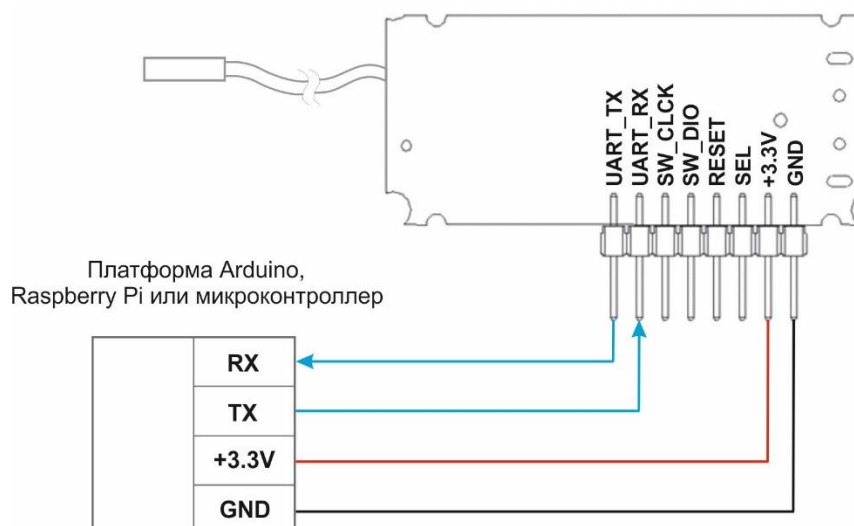 UART_TX
UART_RX
SW_CLCK
SW_DIO
RESET
SEL
+3.3V
GND
Платформа Arduino,
Raspberry Pi или микроконтроллер
RX
TX
+3.3V
GND